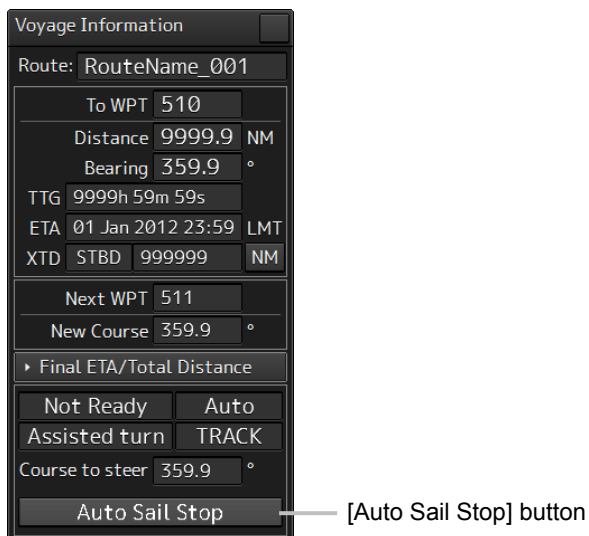 Voyage Information
Route: RouteName_001
To WPT 510
Distance 9999.9 NM
Bearing 359.9 °
TTG 9999h 59m 59s
ETA 01 Jan 2012 23:59 LMT
XTD STBD 999999 NM
Next WPT 511
New Course 359.9 °
Final ETA/Total Distance
Not Ready Auto
Assisted turn TRACK
Course to steer 359.9 °
Auto Sail Stop [Auto Sail Stop] button